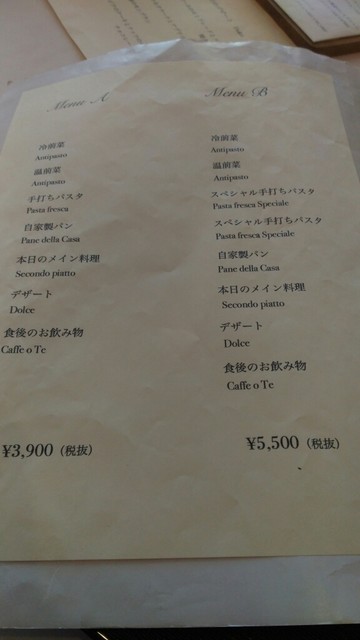 Menu A
冷前菜
Antipasto
温前菜
Antipasto
手打ちパスタ
Pasta fresca
自家製パン
Pane della Casa
本日のメイン料理
Secondo piatto
デザート
Dolce
食後のお飲み物
Caffe o Te
¥3,900（税抜）
Menu B
冷前菜
Antipasto
温前菜
Antipasto
スペシャル手打ちパスタ
Pasta fresca Speciale
スペシャル手打ちパスタ
Pasta fresca Speciale
自家製パン
Pane della Casa
本日のメイン料理
Secondo piatto
デザート
Dolce
食後のお飲み物
Caffe o Te
¥5,500（税抜）